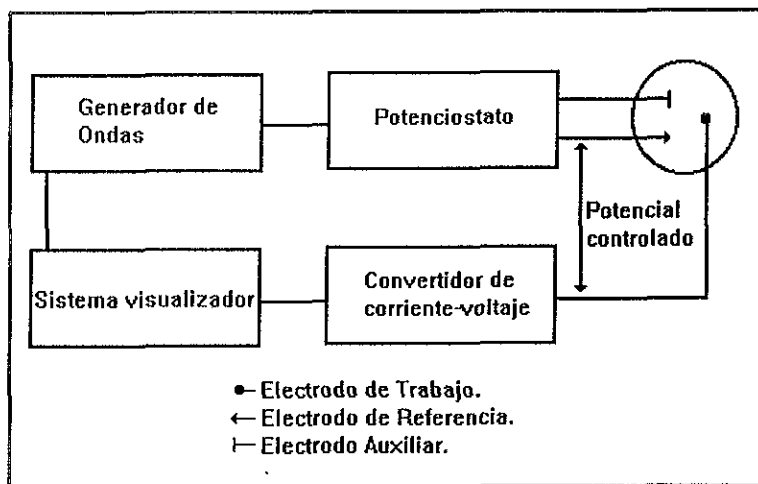 Generador de
Ondas
Potenciostato
Potencial
controlado
Sistema visualizador
Convertidor de
corriente-voltaje
Electrodo de Trabajo.
Electrodo de Referencia.
Electrodo Auxiliar.